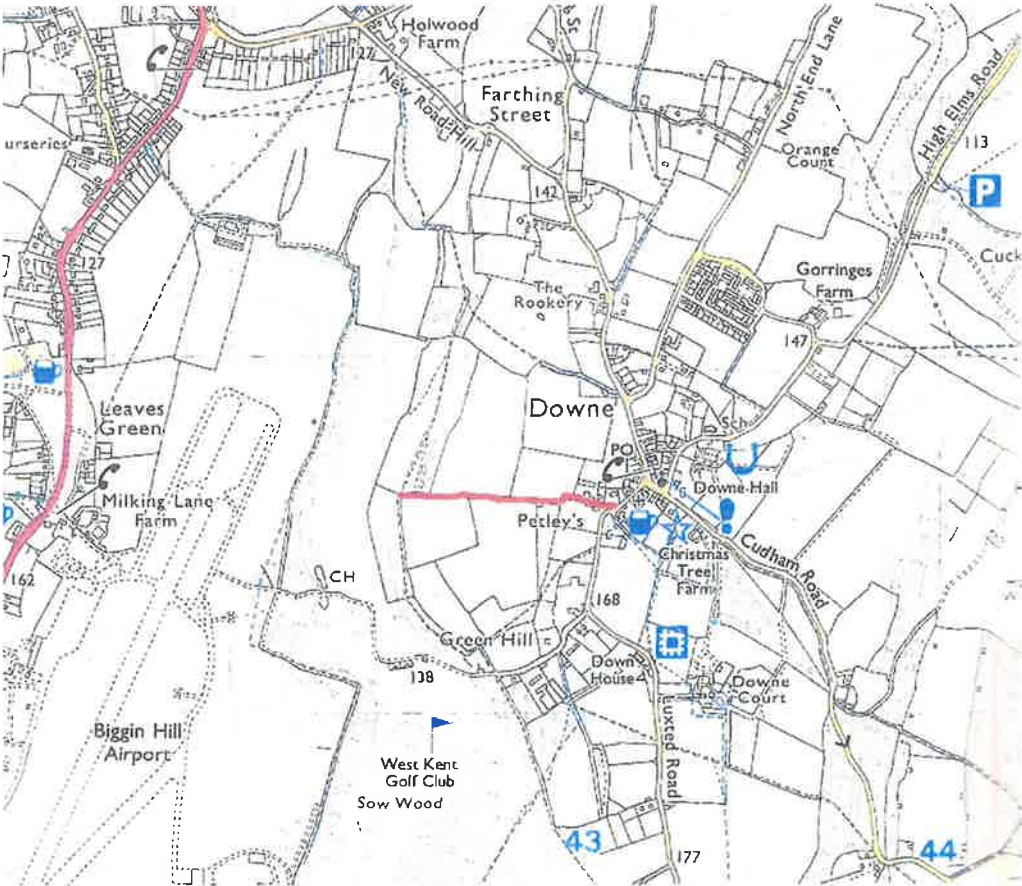 Holwood
Farm
127
New Road Hill
Farthing
Street
North End Lane
High Elms Road
113
urseries
Orange
Court
P
142
127
Cuck
Gorringes
Farm
The
Rookery
147
Leaves
Green
Downe
Sch
PO
Downe Hall
Milking Lane
Farm
Petley's
Christmas
Tree
Farm
Cudham Road
162
CH
168
Green Hill
138
Down
House
Downe
Court
Luxted Road
Biggin Hill
Airport
West Kent
Golf Club
Sow Wood
43
177
44